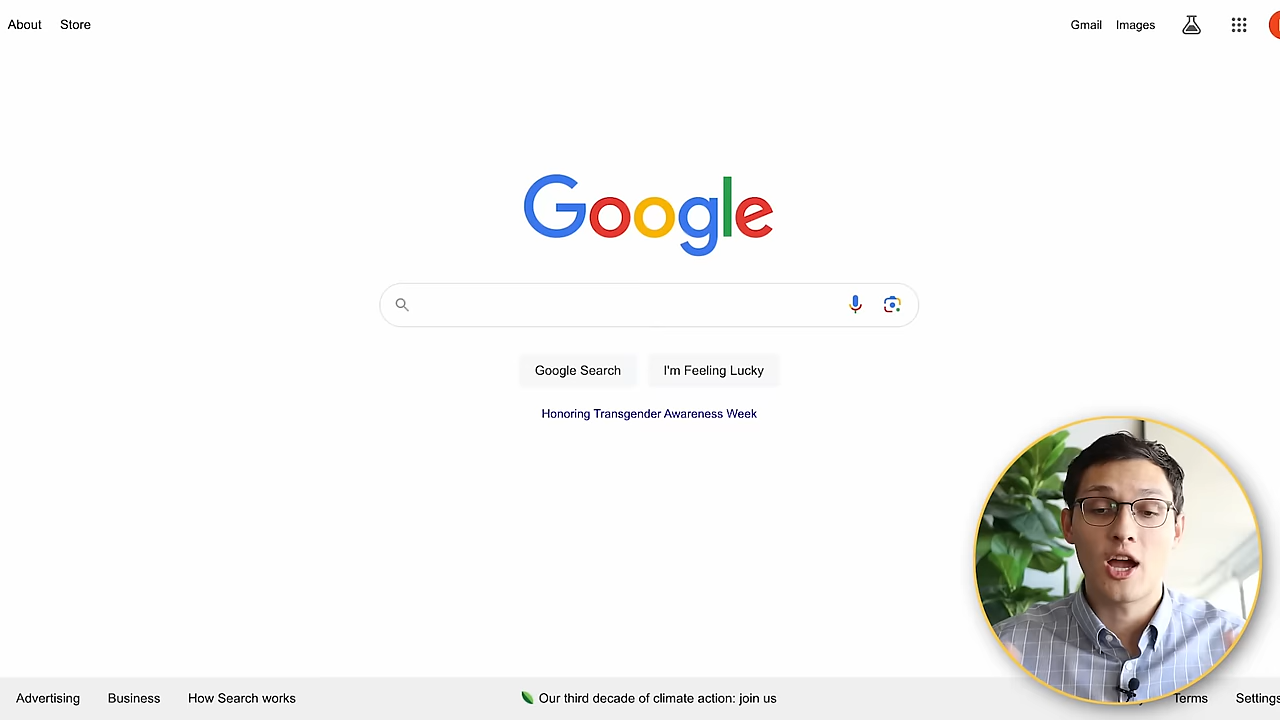 About Store
Gmail Images
Google
Google Search I'm Feeling Lucky
Honoring Transgender Awareness Week
Advertising Business How Search works
Our third decade of climate action: join us
Terms Settings